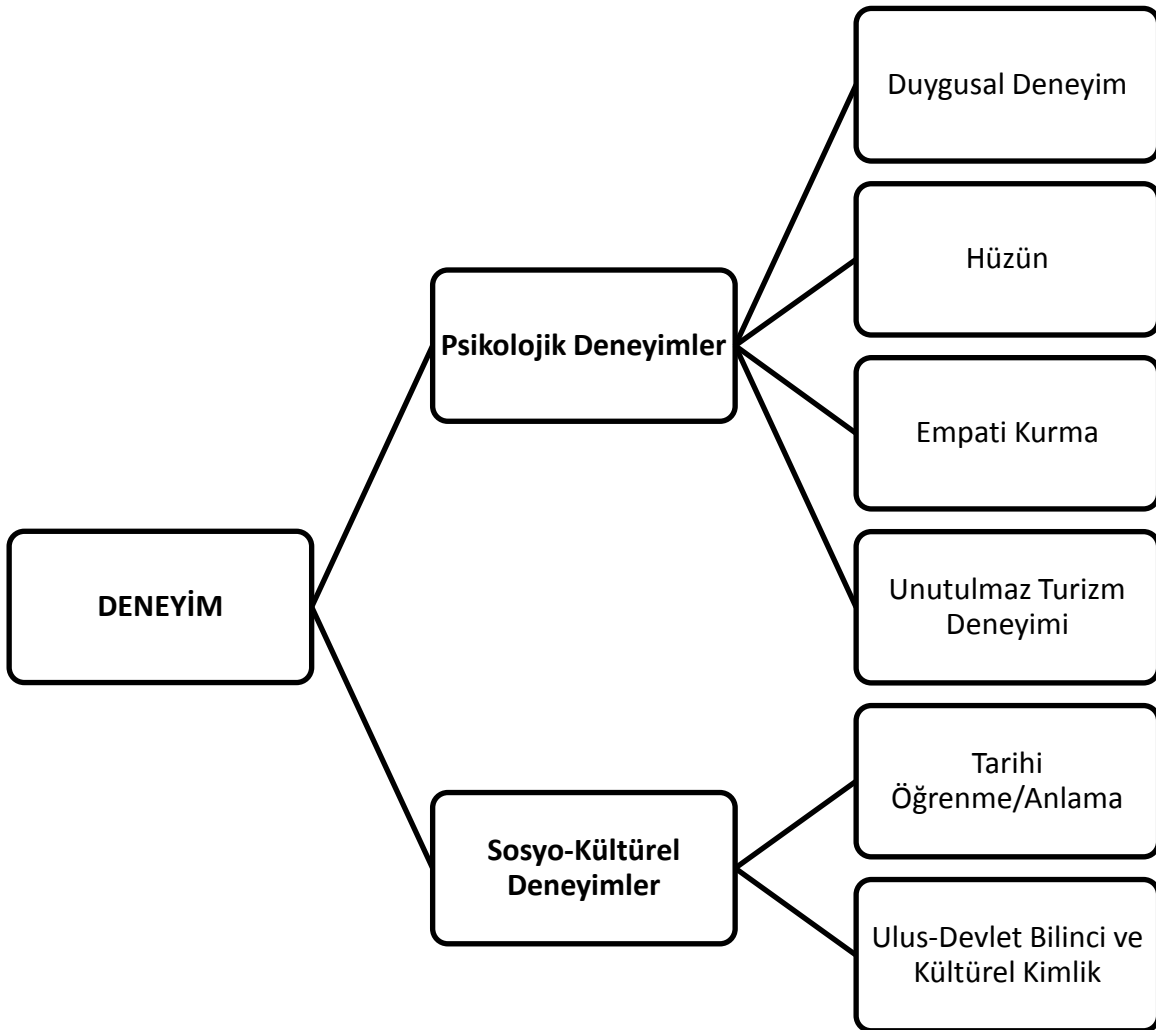 Duygusal Deneyim
Hüzün
Psikolojik Deneyimler
Empati Kurma
DENEYİM
Unutulmaz Turizm
Deneyimi
Tarihi
Öğrenme/Anlama
Sosyo-Kültürel
Deneyimler
Ulus-Devlet Bilinci ve
Kültürel Kimlik